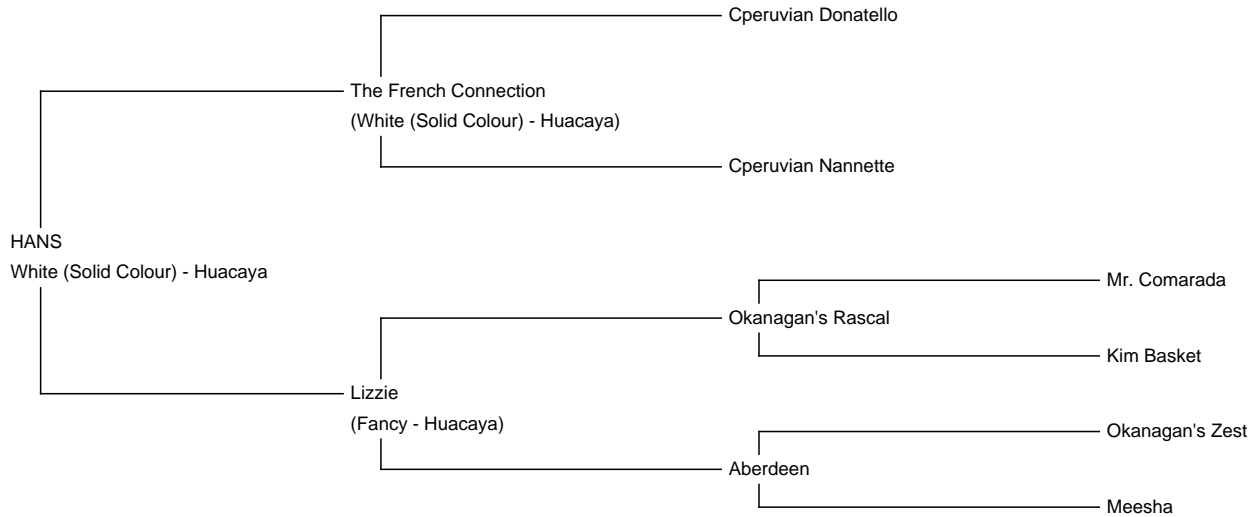 Cperuvian Donatello
The French Connection
(White (Solid Colour) - Huacaya)
Cperuvian Nannette
HANS
White (Solid Colour) - Huacaya
Mr. Comarada
Okanagan's Rascal
Kim Basket
Lizzie
(Fancy - Huacaya)
Okanagan's Zest
Aberdeen
Meesha